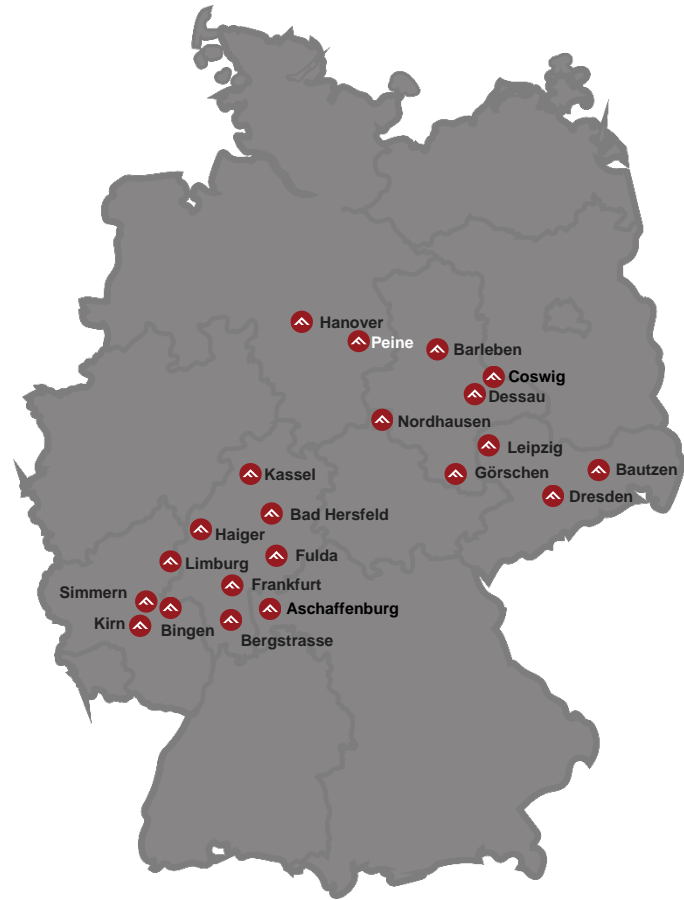 Hanover
Peine
Barleben
Coswig
Dessau
Nordhausen
Leipzig
Bautzen
Görschen
Kassel
Dresden
Bad Hersfeld
Haiger
Fulda
Limburg
Frankfurt
Simmern
Aschaffenburg
Kirn
Bingen
Bergstrasse